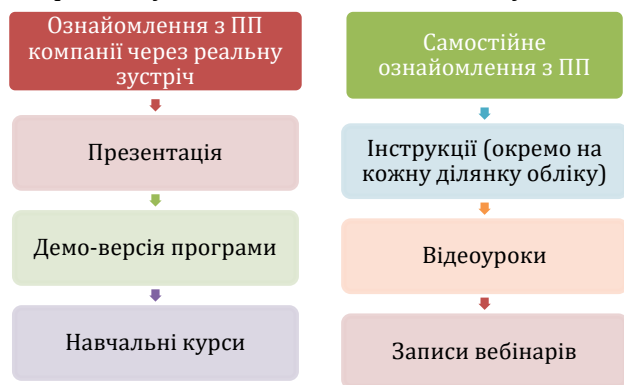 Ознайомлення з ПП
компанії через реальну
зустріч
Презентація
Демо-версія програми
Навчальні курси
Самостійне
ознайомлення з ПП
Інструкції (окремо на
кожну ділянку обліку)
Відеоуроки
Записи вебінарів